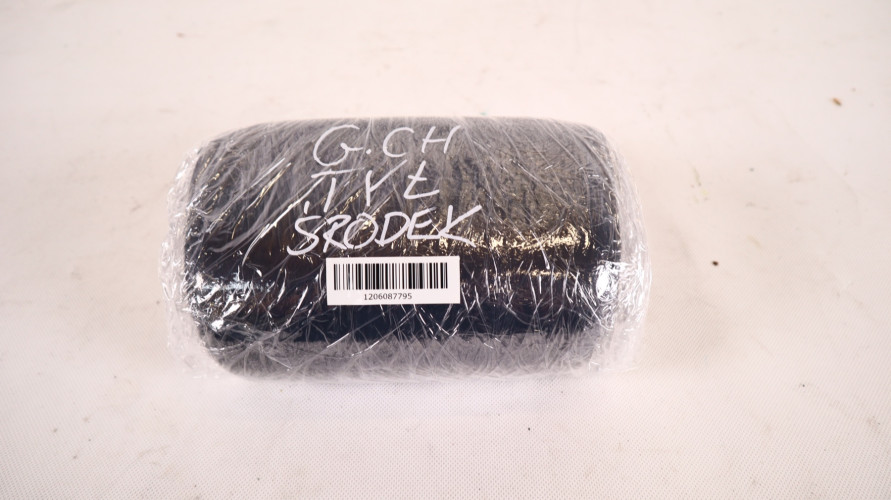 G.CH
TYŁ
ŚRODEK
1206087795